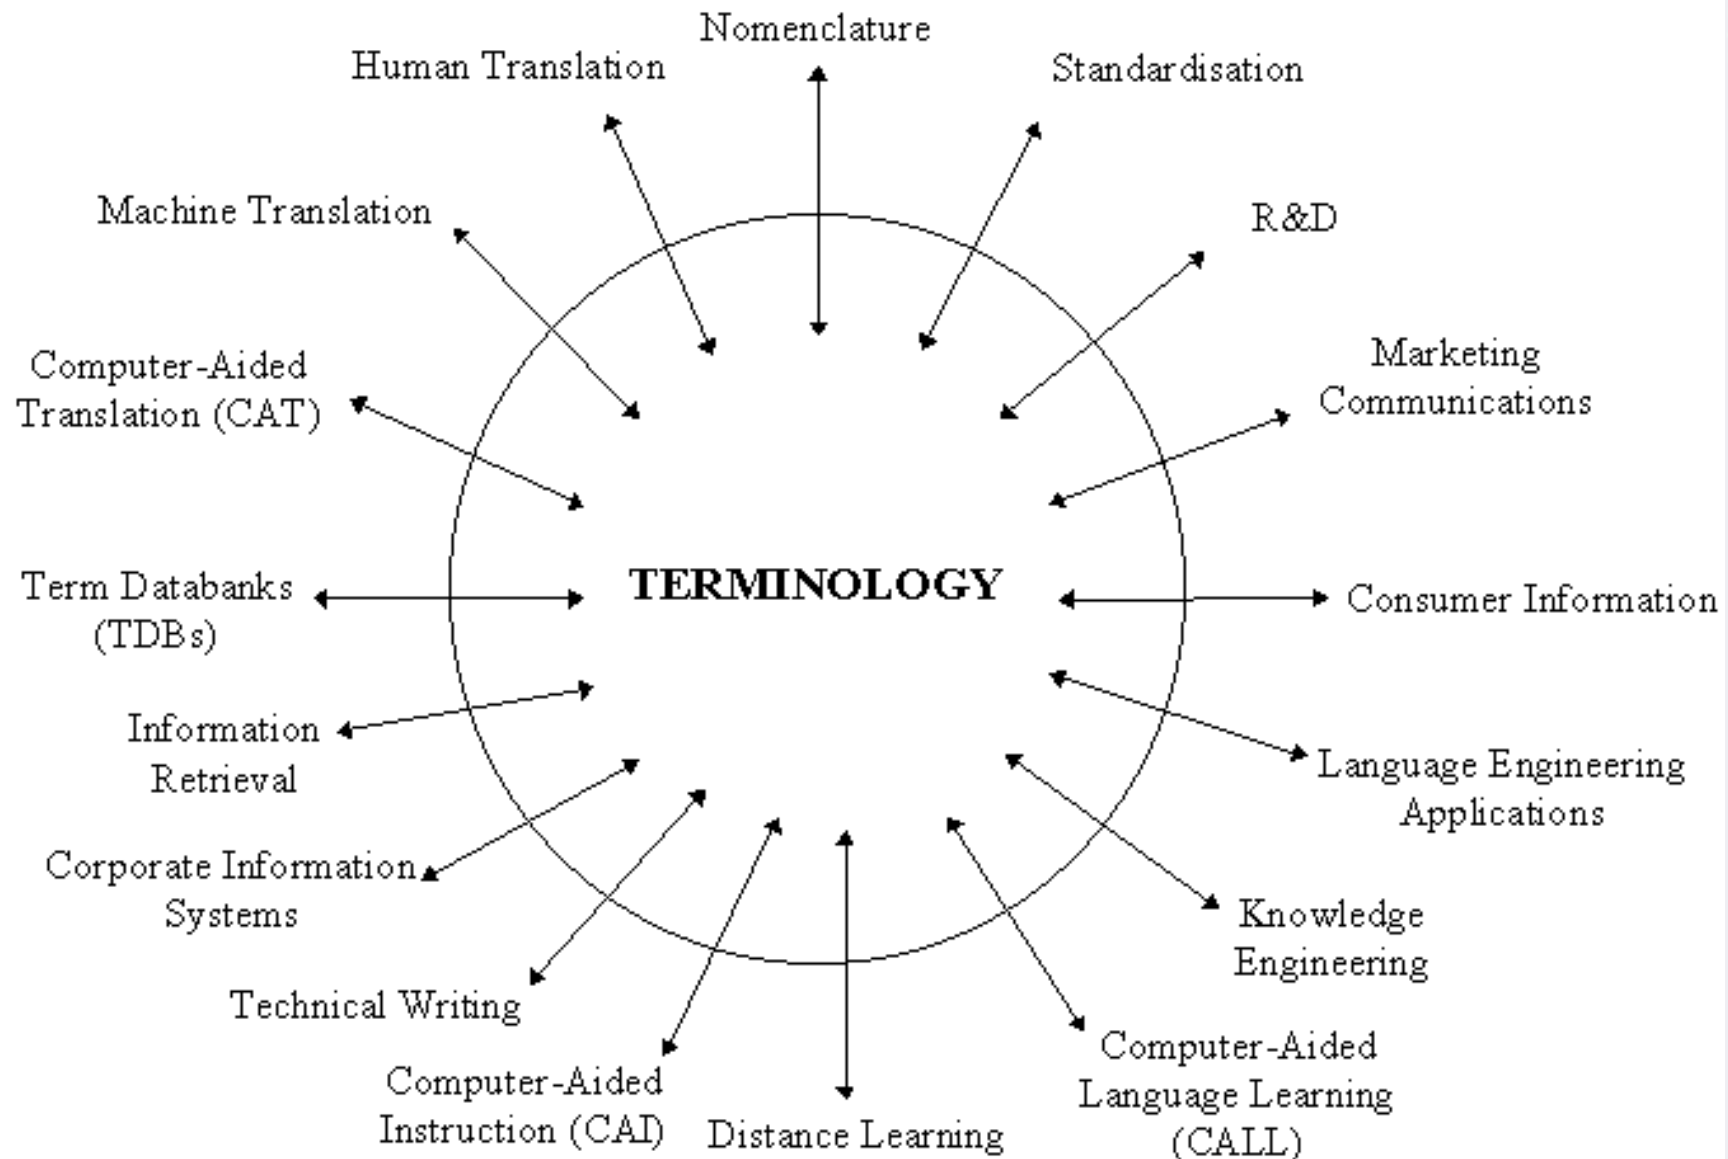 Nomenclature
Human Translation
Standardisation
Machine Translation
R&D
Computer-Aided
Translation (CAT)
Marketing
Communications
TERMINOLOGY
Term Databanks
(TDBs)
Consumer Information
Information
Retrieval
Language Engineering
Applications
Corporate Information
Systems
Knowledge
Engineering
Technical Writing
Computer-Aided
Instruction (CAI)
Distance Learning
Computer-Aided
Language Learning
(CALL)